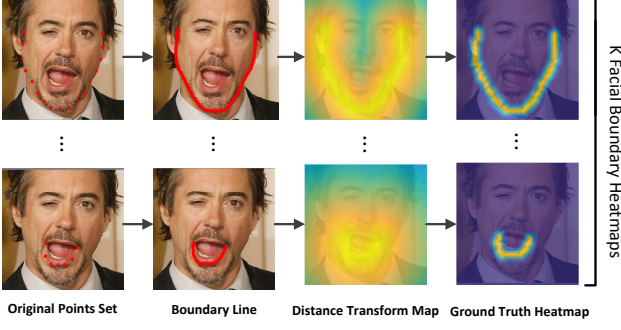 K Facial Boundary Heatmaps
Original Points Set
Boundary Line
Distance Transform Map
Ground Truth Heatmap